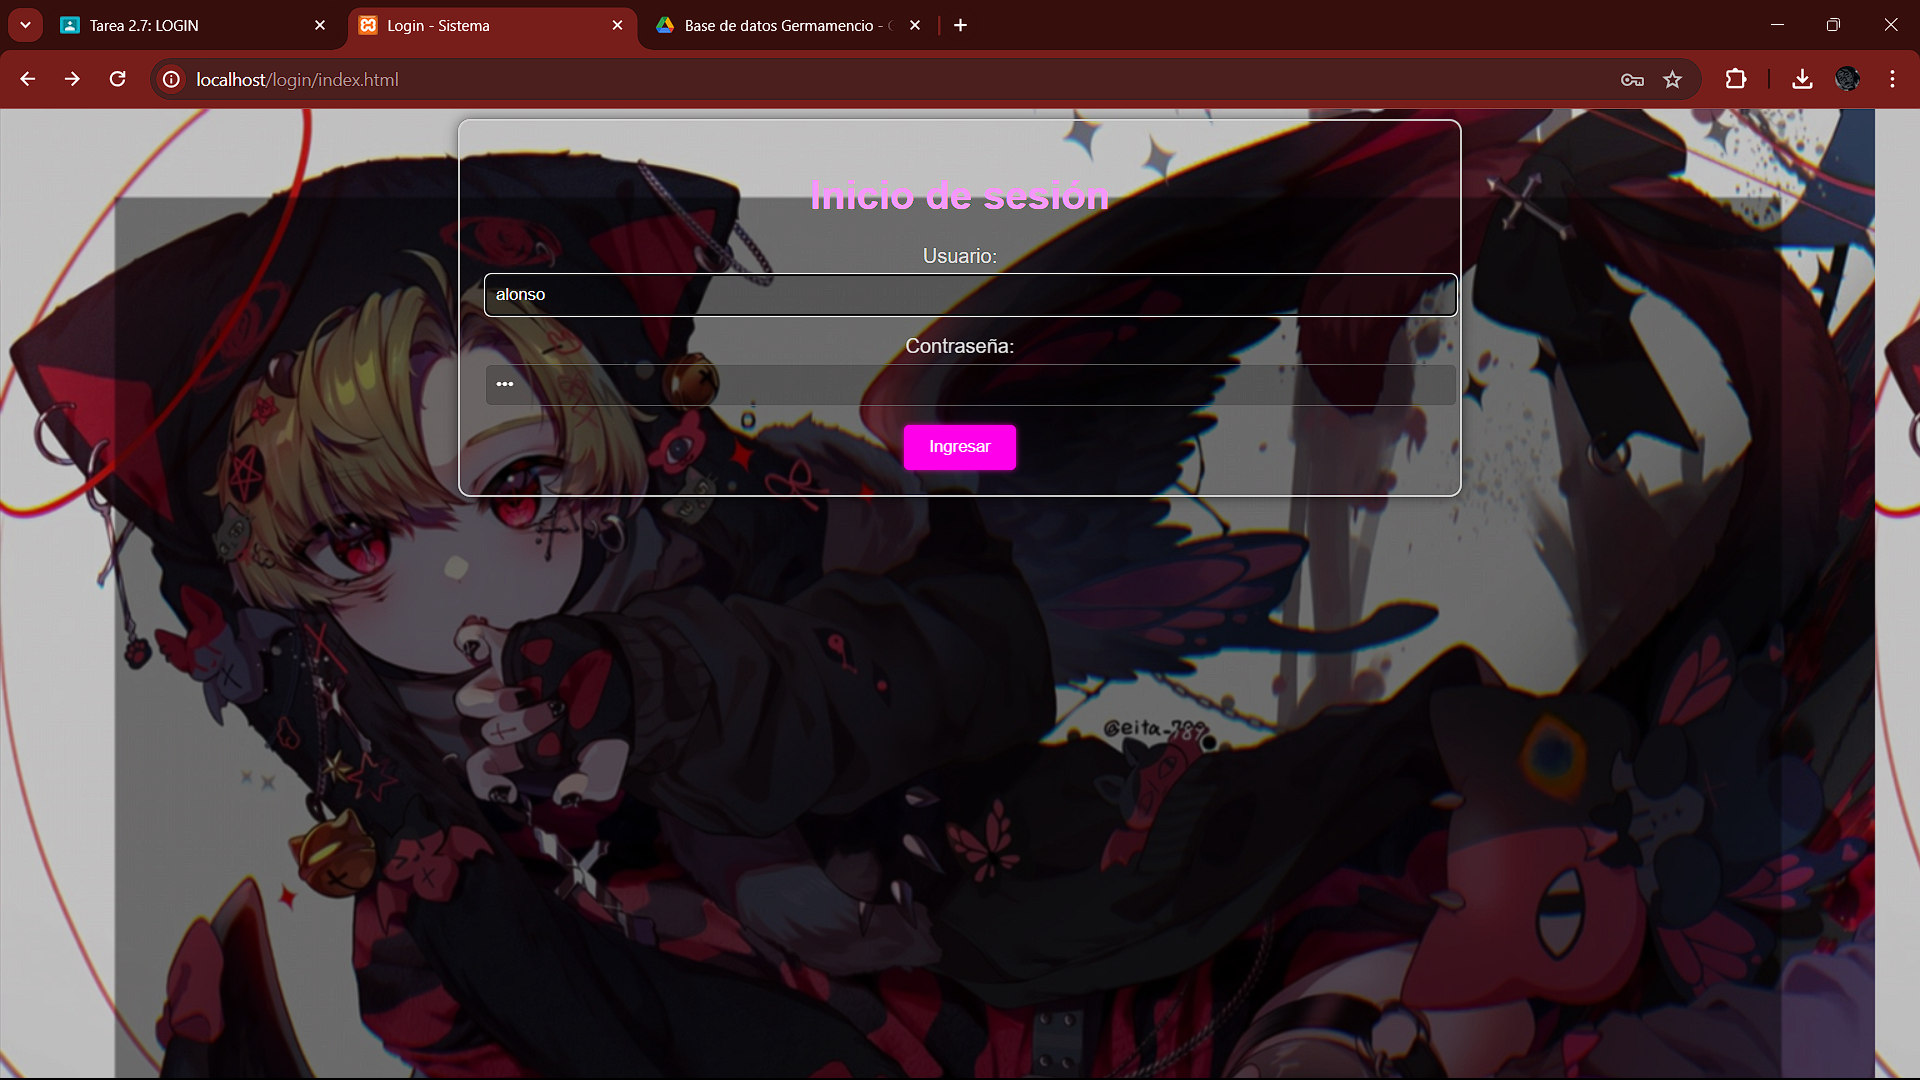 Tarea 2.7: LOGIN
Login - Sistema
Base de datos Germamencio -
localhost/login/index.html
Inicio de sesión
Usuario:
alonso
Contraseña:
•••
Ingresar
@eita_789